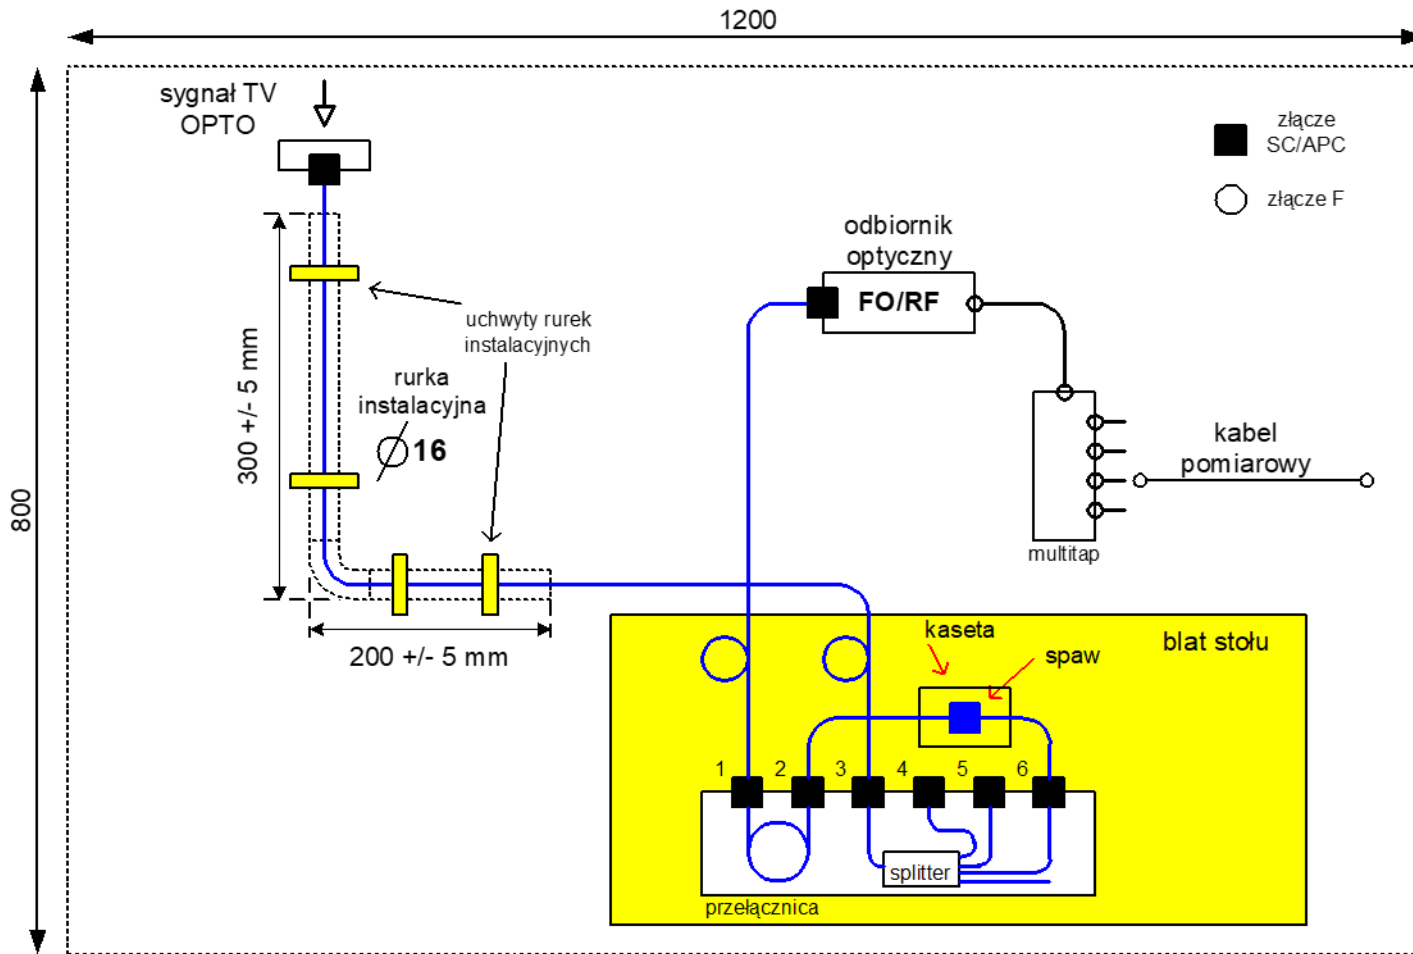 1200
sygnał TV
OPTO
złącze
SC/APC
złącze F
odbiornik
optyczny
FO/RF
uchwyty rurek
instalacyjnych
300 +/- 5 mm
rurka
instalacyjna
16
kabel
pomiarowy
800
multitap
200 +/- 5 mm
kaseta
spaw
blat stołu
1 2 3 4 5 6
splitter
przełącznica